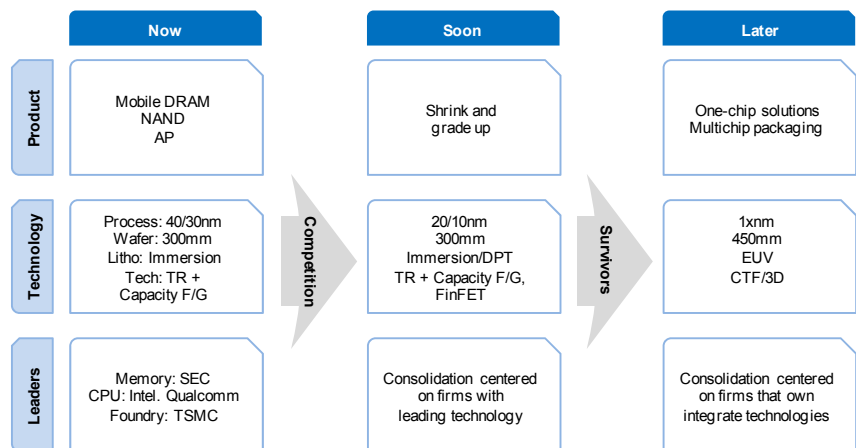 Now
Soon
Later
Product
Mobile DRAM
NAND
AP
Shrink and
grade up
One-chip solutions
Multichip packaging
Competition
Survivors
Technology
Process: 40/30nm
Wafer: 300mm
Litho: Immersion
Tech: TR +
Capacity F/G
20/10nm
300mm
Immersion/DPT
TR + Capacity F/G,
FinFET
1xnm
450mm
EUV
CTF/3D
Leaders
Memory: SEC
CPU: Intel. Qualcomm
Foundry: TSMC
Consolidation centered
on firms with
leading technology
Consolidation centered
on firms that own
integrate technologies